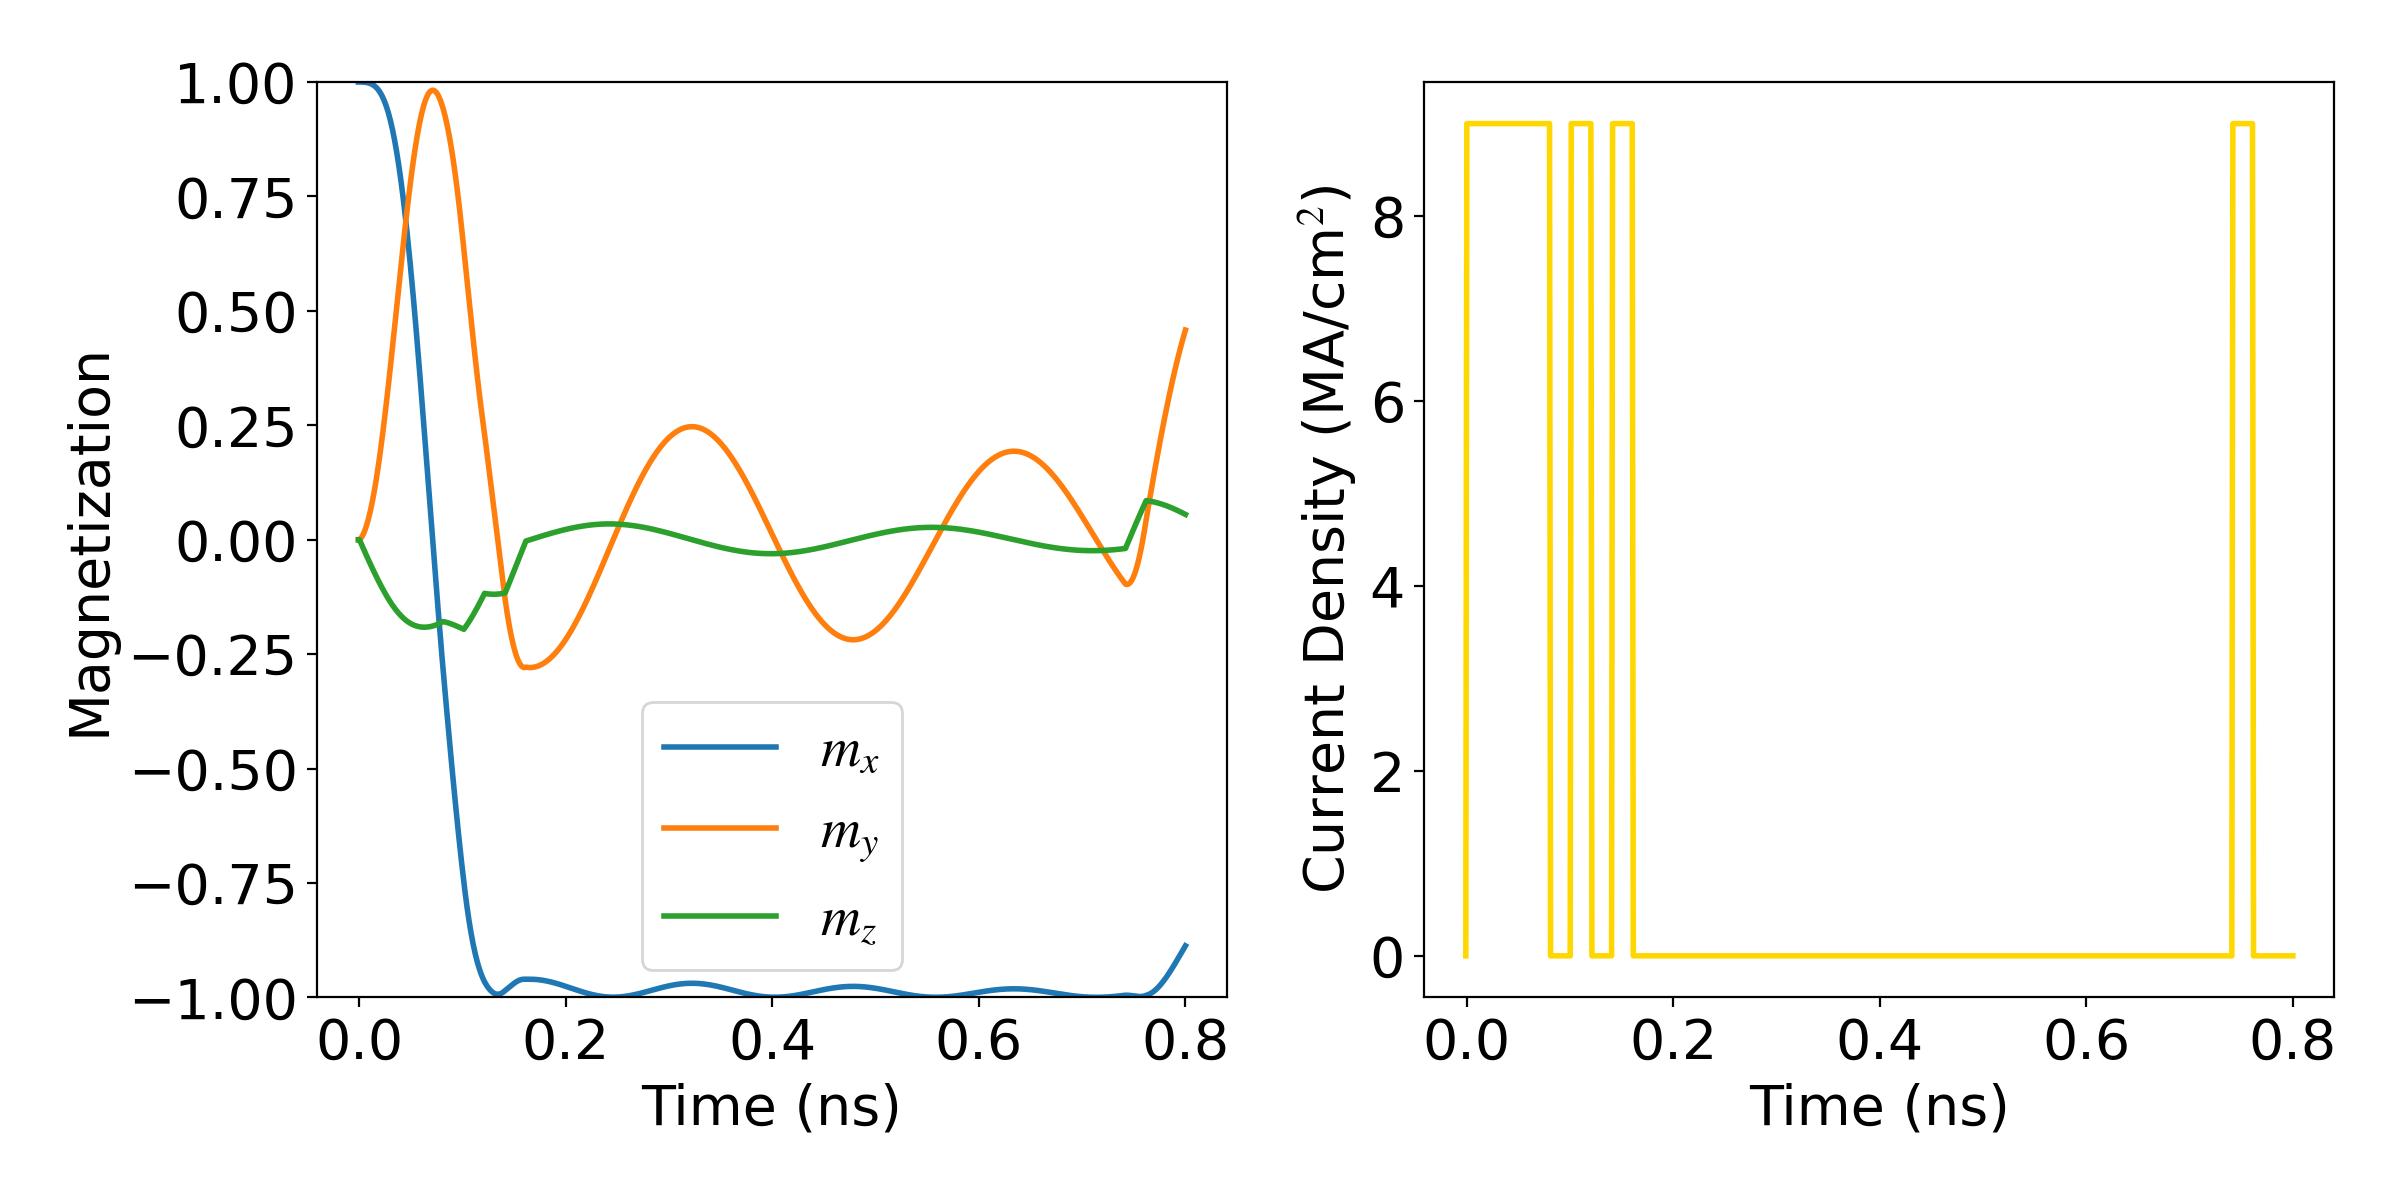 Magnetization
1.00
0.75
0.50
0.25
0.00
−0.25
−0.50
−0.75
−1.00
0.0 0.2 0.4 0.6 0.8
Time (ns)
m_x
m_y
m_z
Current Density (MA/cm²)
8
6
4
2
0
0.0 0.2 0.4 0.6 0.8
Time (ns)